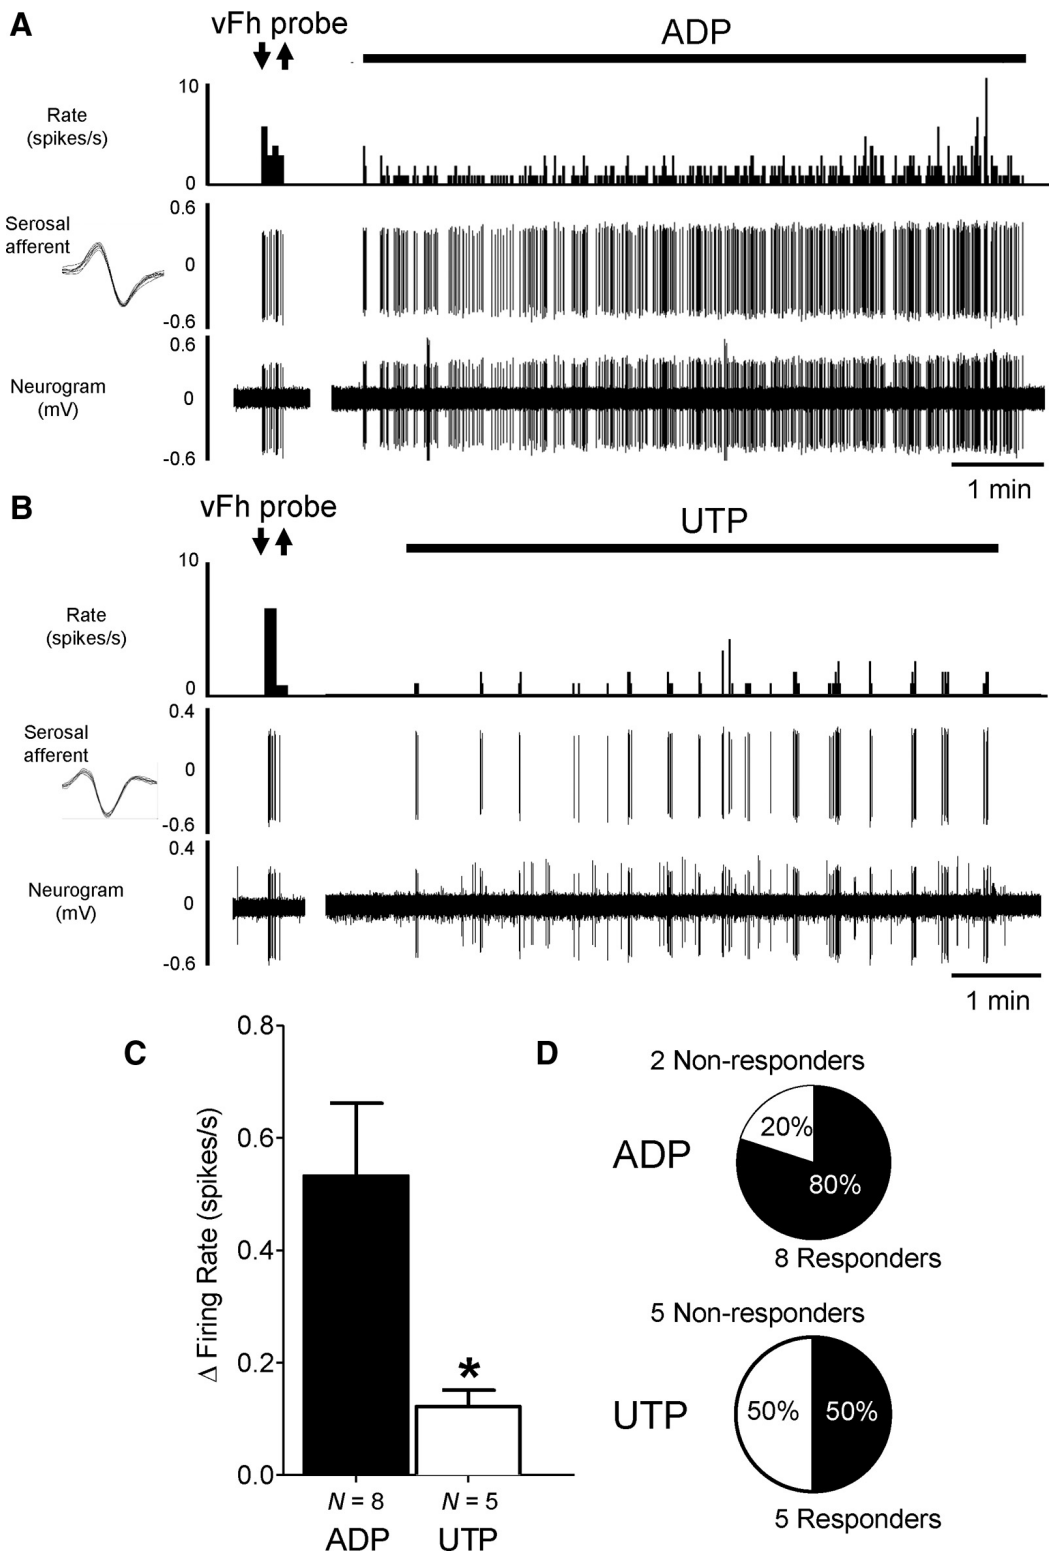 A
vFh probe
ADP
Rate
(spikes/s)
10
0
Serosal
afferent
0.6
0
-0.6
Neurogram
(mV)
0.6
0
-0.6
1 min
B
vFh probe
UTP
Rate
(spikes/s)
10
0
Serosal
afferent
0.4
0
-0.6
Neurogram
(mV)
0.4
0
-0.6
1 min
C
Δ Firing Rate (spikes/s)
0.8
0.6
0.4
0.2
0.0
*
N = 8
N = 5
ADP
UTP
D
2 Non-responders
ADP
20%
80%
8 Responders
5 Non-responders
UTP
50%
50%
5 Responders